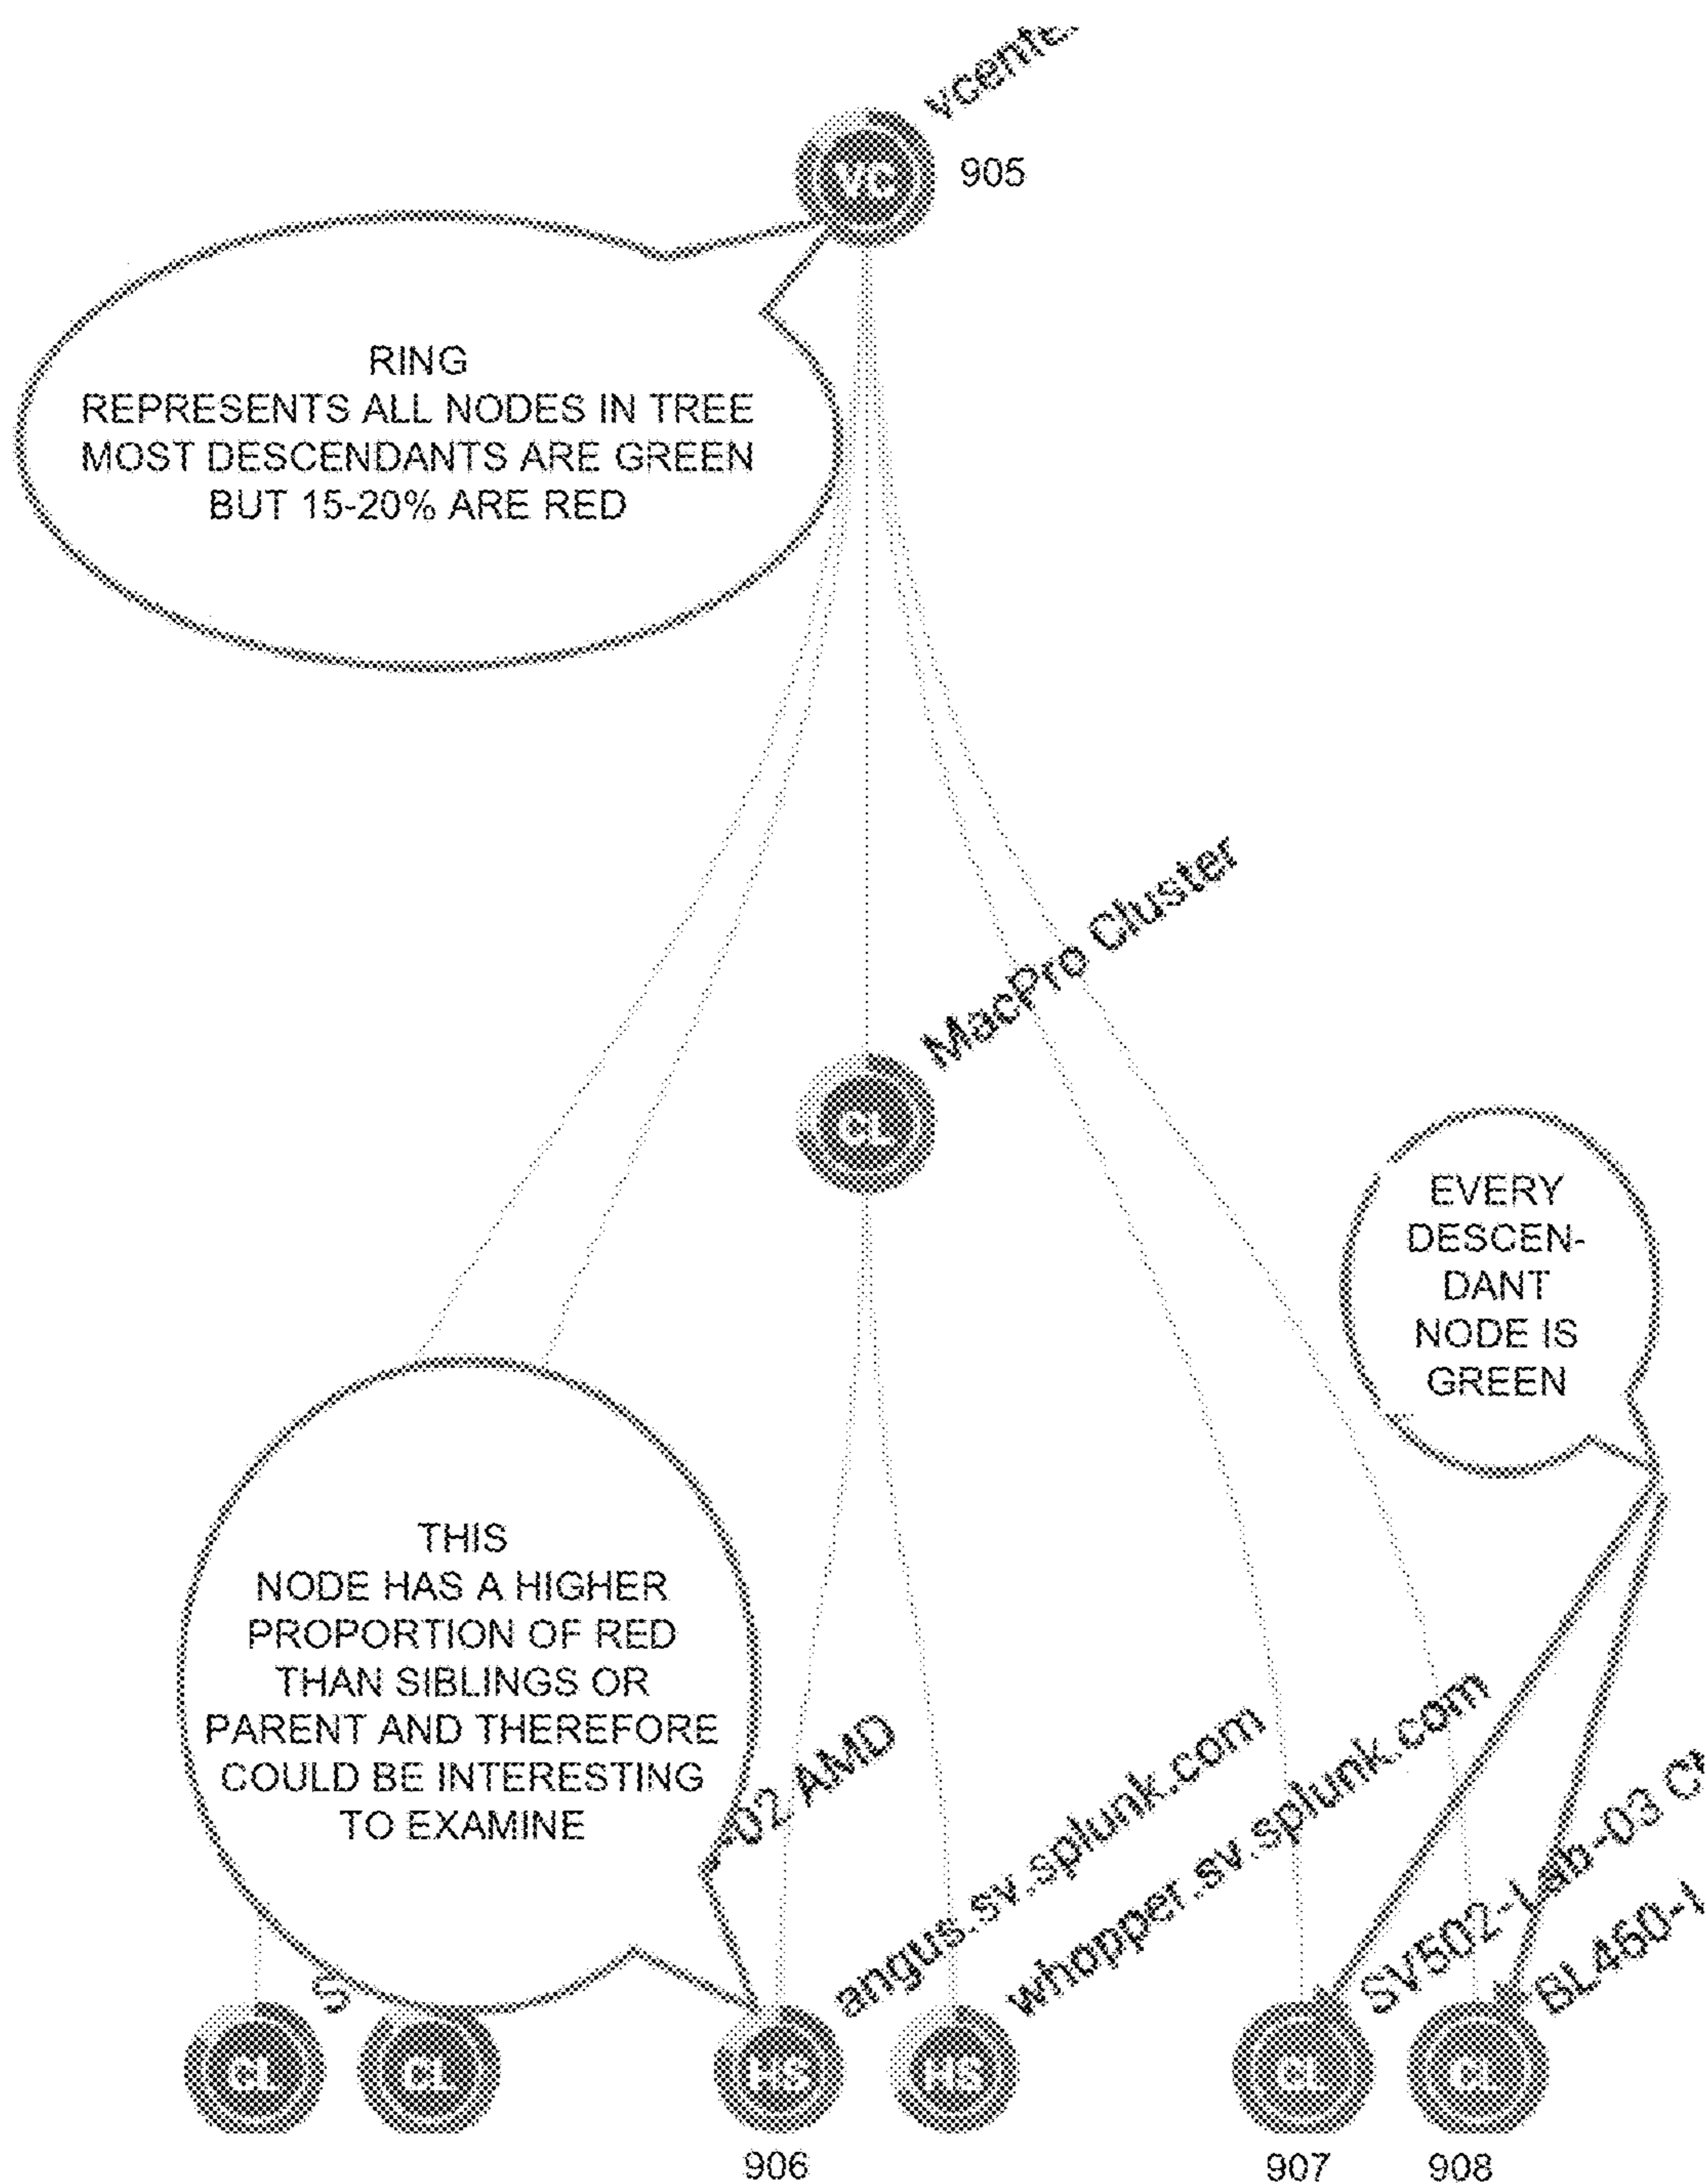 VC
905
RING
REPRESENTS ALL NODES IN TREE
MOST DESCENDANTS ARE GREEN
BUT 15-20% ARE RED
MacPro Cluster
CL
EVERY
DESCEN-
DANT
NODE IS
GREEN
THIS
NODE HAS A HIGHER
PROPORTION OF RED
THAN SIBLINGS OR
PARENT AND THEREFORE
COULD BE INTERESTING
TO EXAMINE
-02 AMD
angus.sv.splunk.com
whopper.sv.splunk.com
SV502-Lab-03
BL460-
S
CL
CL
HS
HS
CL
CL
906
907
908